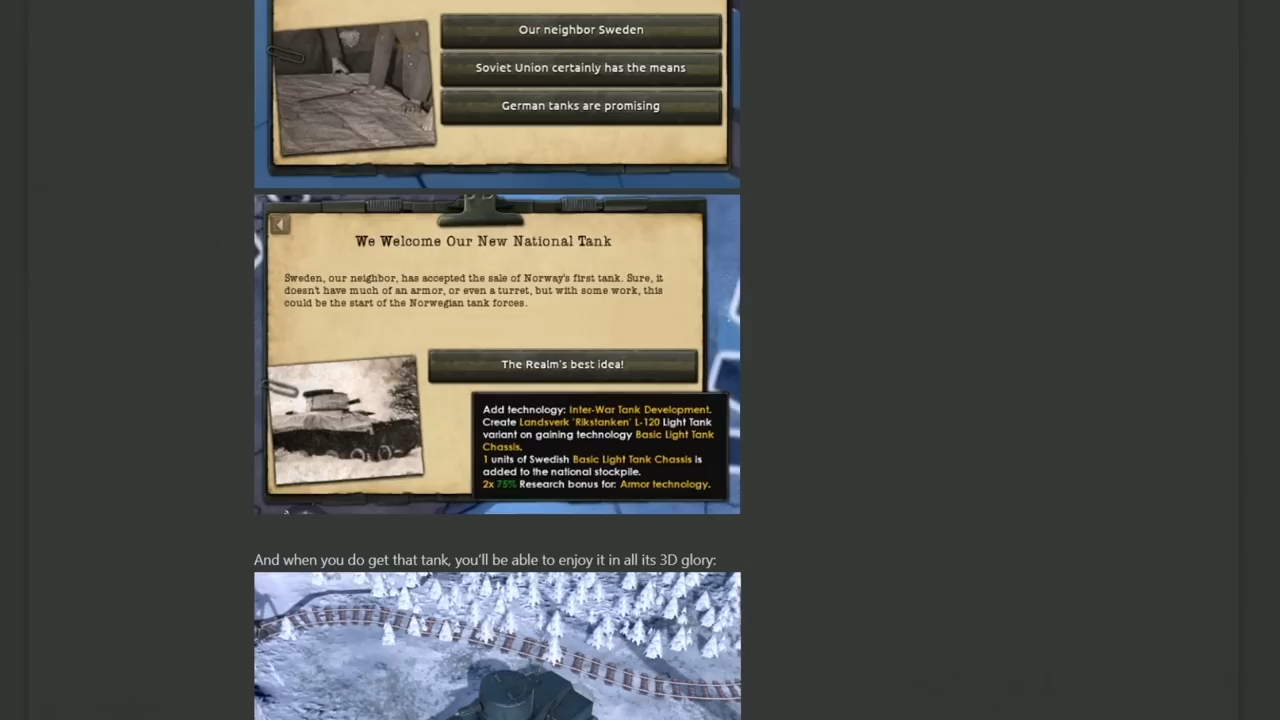 Our neighbor Sweden
Soviet Union certainly has the means
German tanks are promising
We Welcome Our New National Tank
Sweden, our neighbor, has accepted the sale of Norway's first tank. Sure, it
doesn't have much of an armor, or even a turret, but with some work, this
could be the start of the Norwegian tank forces.
The Realm's best idea!
Add technology: Inter-War Tank Development.
Create Landsverk 'Rikstanken' L-120 Light Tank
variant on gaining technology Basic Light Tank
Chassis.
1 units of Swedish Basic Light Tank Chassis is
added to the national stockpile.
2x 75% Research bonus for: Armor technology.
And when you do get that tank, you’ll be able to enjoy it in all its 3D glory: